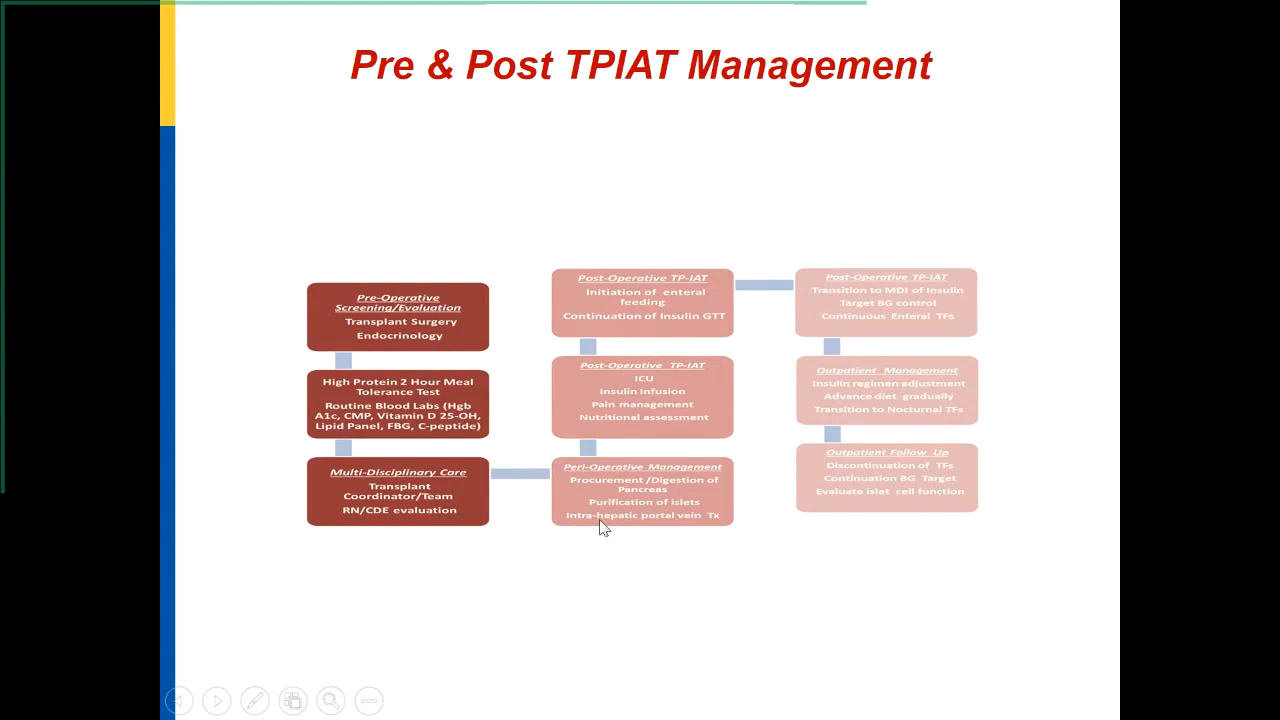 Pre & Post TPIAT Management
Pre-Operative
Screening/Evaluation
Transplant Surgery
Endocrinology
High Protein 2 Hour Meal
Tolerance Test
Routine Blood Labs (Hgb
A1c, CMP, Vitamin D 25-OH,
Lipid Panel, FBG, C-peptide)
Multi-Disciplinary Care
Transplant
Coordinator/Team
RN/CDE evaluation
Peri-Operative Management
Procurement /Digestion of
Pancreas
Purification of islets
Intra-hepatic portal vein Tx
Post-Operative TP-IAT
ICU
Insulin Infusion
Pain management
Nutritional assessment
Post-Operative TP-IAT
Initiation of enteral
feeding
Continuation of Insulin GTT
Post-Operative TP-IAT
Transition to MDI of Insulin
Target BG control
Continuous Enteral TFs
Outpatient Management
Insulin regimen adjustment
Advance diet gradually
Transition to Nocturnal TFs
Outpatient Follow Up
Discontinuation of TFs
Continuation BG Target
Evaluate islet cell function